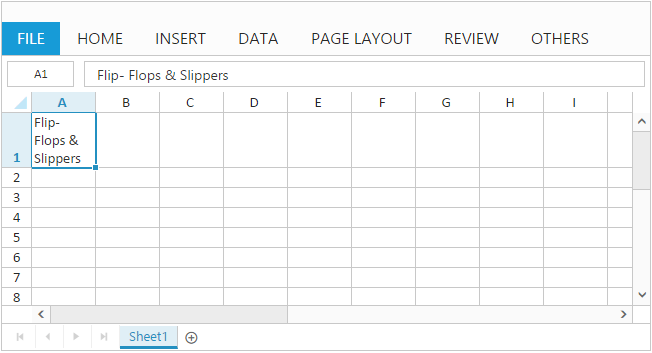 FILE HOME INSERT DATA PAGE LAYOUT REVIEW OTHERS
A1 Flip- Flops & Slippers
A B C D E F G H I
Flip-
Flops &
1 Slippers
2
3
4
5
6
7
8
Sheet1